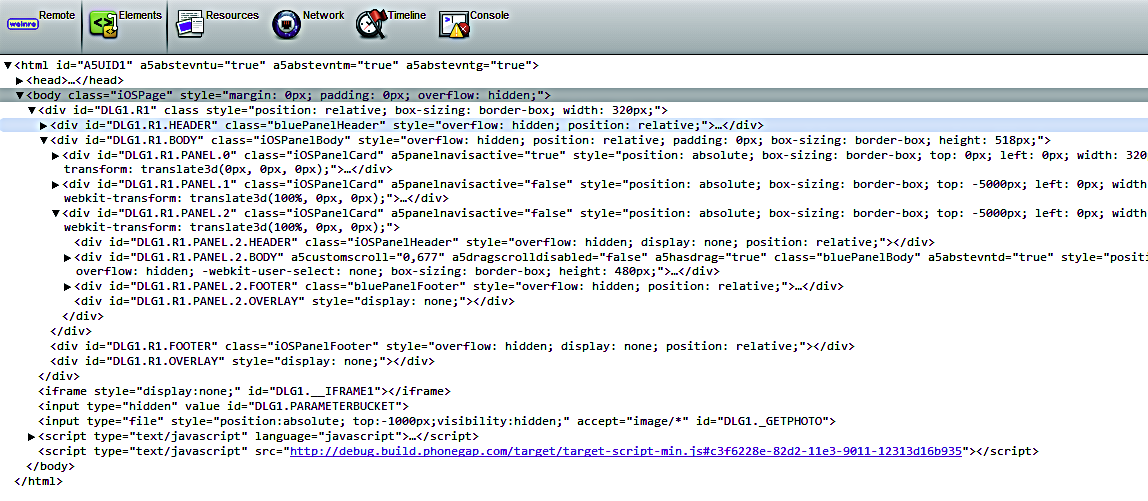 weinre Remote Elements Resources Network Timeline Console
▼<html id="A5UID1" a5abstevntu="true" a5abstevntm="true" a5abstevntg="true">
▶<head>…</head>
▼<body class="iOSPage" style="margin: 0px; padding: 0px; overflow: hidden;">
▼<div id="DLG1.R1" class style="position: relative; box-sizing: border-box; width: 320px;">
▶<div id="DLG1.R1.HEADER" class="bluePanelHeader" style="overflow: hidden; position: relative;">…</div>
▼<div id="DLG1.R1.BODY" class="iOSPanelBody" style="overflow: hidden; position: relative; padding: 0px; box-sizing: border-box; height: 518px;">
▶<div id="DLG1.R1.PANEL.0" class="iOSPanelCard" a5panelnavisactive="true" style="position: absolute; box-sizing: border-box; top: 0px; left: 0px; width: 320
transform: translate3d(0px, 0px, 0px);">…</div>
▶<div id="DLG1.R1.PANEL.1" class="iOSPanelCard" a5panelnavisactive="false" style="position: absolute; box-sizing: border-box; top: -5000px; left: 0px; width
webkit-transform: translate3d(100%, 0px, 0px);">…</div>
▼<div id="DLG1.R1.PANEL.2" class="iOSPanelCard" a5panelnavisactive="false" style="position: absolute; box-sizing: border-box; top: -5000px; left: 0px; width
webkit-transform: translate3d(100%, 0px, 0px);">
<div id="DLG1.R1.PANEL.2.HEADER" class="iOSPanelHeader" style="overflow: hidden; display: none; position: relative;"></div>
▶<div id="DLG1.R1.PANEL.2.BODY" a5customscroll="0,677" a5dragscrolldisabled="false" a5hasdrag="true" class="bluePanelBody" a5abstevntd="true" style="positi
overflow: hidden; -webkit-user-select: none; box-sizing: border-box; height: 480px;">…</div>
▶<div id="DLG1.R1.PANEL.2.FOOTER" class="bluePanelFooter" style="overflow: hidden; position: relative;">…</div>
<div id="DLG1.R1.PANEL.2.OVERLAY" style="display: none;"></div>
</div>
</div>
<div id="DLG1.R1.FOOTER" class="iOSPanelFooter" style="overflow: hidden; display: none; position: relative;"></div>
<div id="DLG1.R1.OVERLAY" style="display: none;"></div>
</div>
<iframe style="display:none;" id="DLG1.__IFRAME1"></iframe>
<input type="hidden" value id="DLG1.PARAMETERBUCKET">
<input type="file" style="position:absolute; top:-1000px;visibility:hidden;" accept="image/*" id="DLG1._GETPHOTO">
▶<script type="text/javascript" language="javascript">…</script>
<script type="text/javascript" src="http://debug.build.phonegap.com/target/target-script-min.js#c3f6228e-82d2-11e3-9011-12313d16b935"></script>
</body>
</html>